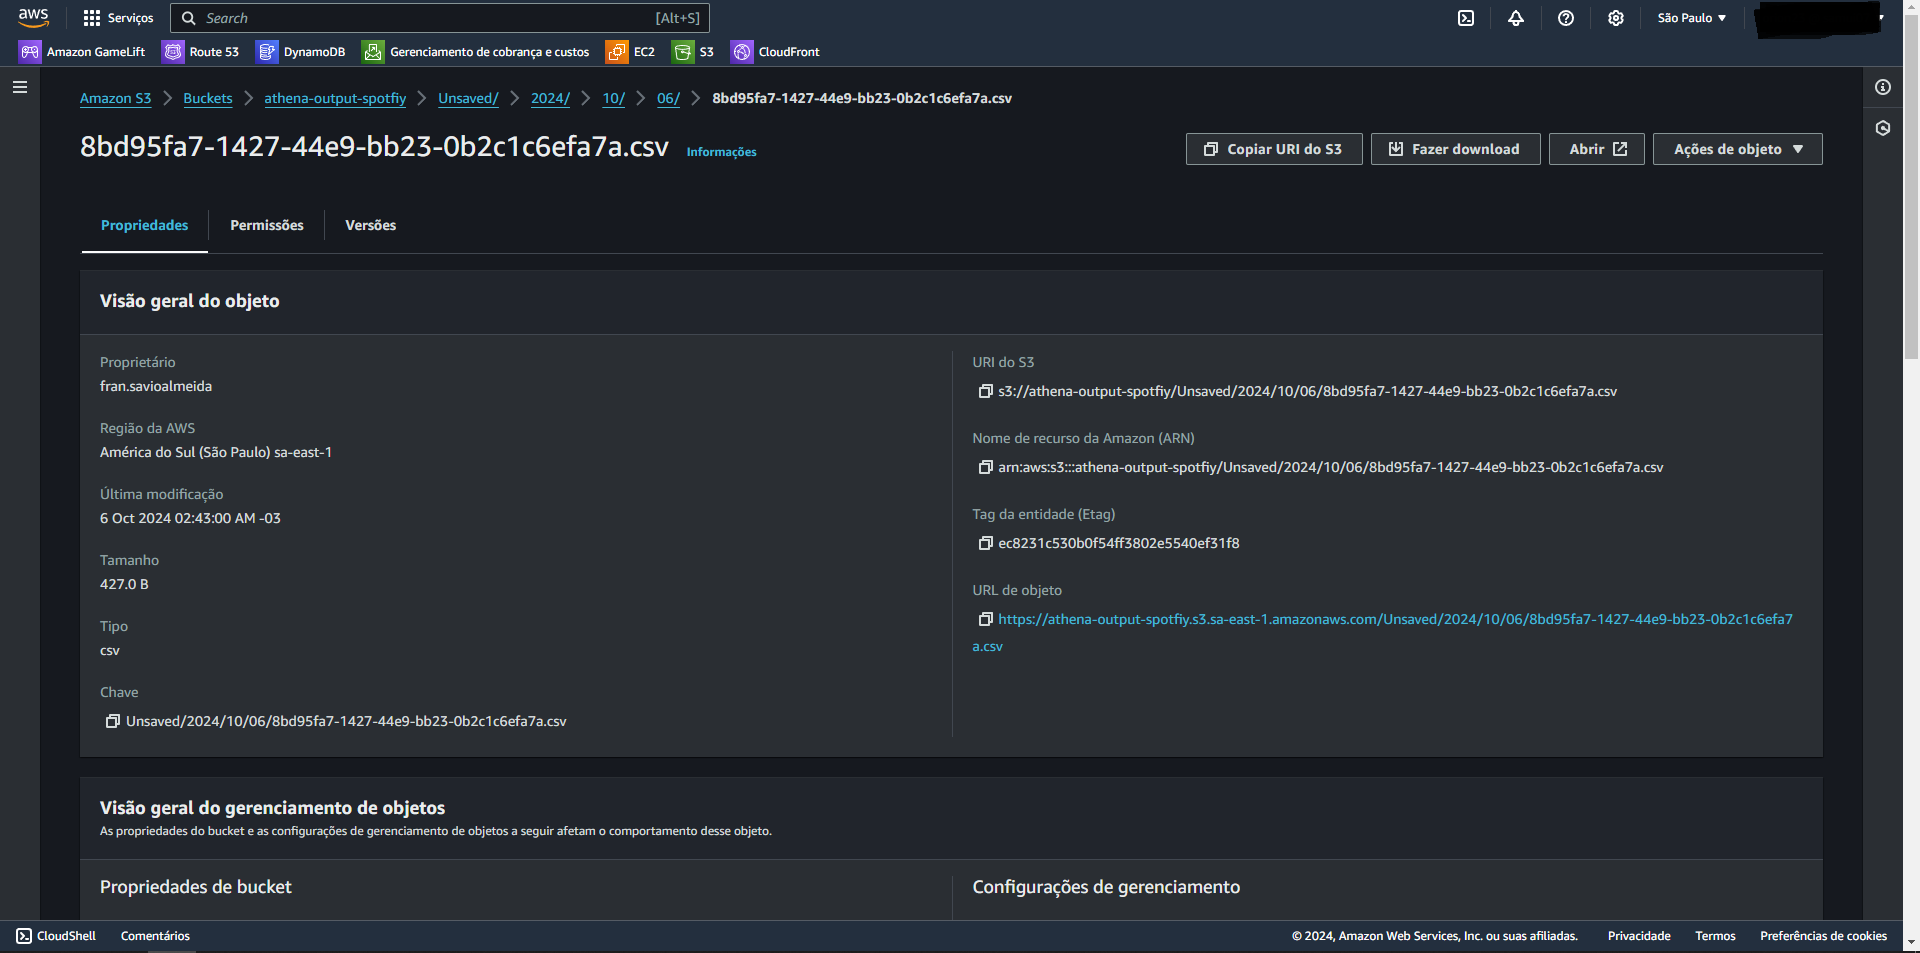 aws
Serviços
Search [Alt+S]
São Paulo
Amazon GameLift
Route 53
DynamoDB
Gerenciamento de cobrança e custos
EC2
S3
CloudFront
Amazon S3
Buckets
athena-output-spotfiy
Unsaved/
2024/
10/
06/
8bd95fa7-1427-44e9-bb23-0b2c1c6efa7a.csv
8bd95fa7-1427-44e9-bb23-0b2c1c6efa7a.csv
Informações
Copiar URI do S3
Fazer download
Abrir
Ações de objeto
Propriedades
Permissões
Versões
Visão geral do objeto
Proprietário
fran.savioalmeida
Região da AWS
América do Sul (São Paulo) sa-east-1
Última modificação
6 Oct 2024 02:43:00 AM -03
Tamanho
427.0 B
Tipo
csv
Chave
Unsaved/2024/10/06/8bd95fa7-1427-44e9-bb23-0b2c1c6efa7a.csv
URI do S3
s3://athena-output-spotfiy/Unsaved/2024/10/06/8bd95fa7-1427-44e9-bb23-0b2c1c6efa7a.csv
Nome de recurso da Amazon (ARN)
arn:aws:s3:::athena-output-spotfiy/Unsaved/2024/10/06/8bd95fa7-1427-44e9-bb23-0b2c1c6efa7a.csv
Tag da entidade (Etag)
ec8231c530b0f54ff3802e5540ef31f8
URL de objeto
https://athena-output-spotfiy.s3.sa-east-1.amazonaws.com/Unsaved/2024/10/06/8bd95fa7-1427-44e9-bb23-0b2c1c6efa7
a.csv
Visão geral do gerenciamento de objetos
As propriedades do bucket e as configurações de gerenciamento de objetos a seguir afetam o comportamento desse objeto.
Propriedades de bucket
Configurações de gerenciamento
CloudShell
Comentários
© 2024, Amazon Web Services, Inc. ou suas afiliadas.
Privacidade
Termos
Preferências de cookies